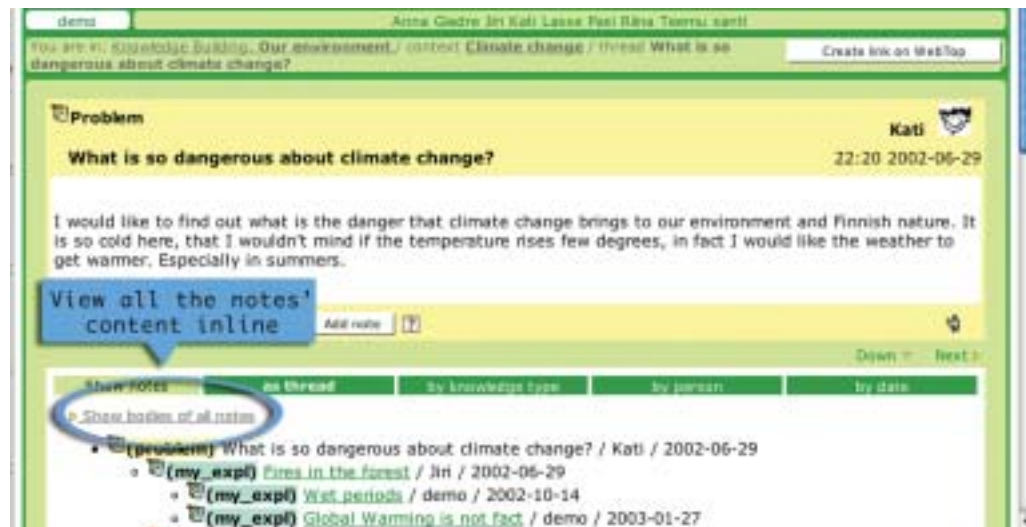 demo
Anna Giedre Jiri Kati Lasse Pasi Riina Teemu santt
You are in: Knowledge Building, Our environment / context Climate change / thread What is so
dangerous about climate change?
Create link on WebTop
Problem
Kati
What is so dangerous about climate change?
22:20 2002-06-29
I would like to find out what is the danger that climate change brings to our environment and Finnish nature. It
is so cold here, that I wouldn't mind if the temperature rises few degrees, in fact I would like the weather to
get warmer. Especially in summers.
View all the notes'
content inline
Add note ?
Down Next
Show notes as thread by knowledge type by person by date
Show bodies of all notes
(problem) What is so dangerous about climate change? / Kati / 2002-06-29
(my_expl) Fires in the forest / Jiri / 2002-06-29
(my_expl) Wet periods / demo / 2002-10-14
(my_expl) Global Warming is not fact / demo / 2003-01-27